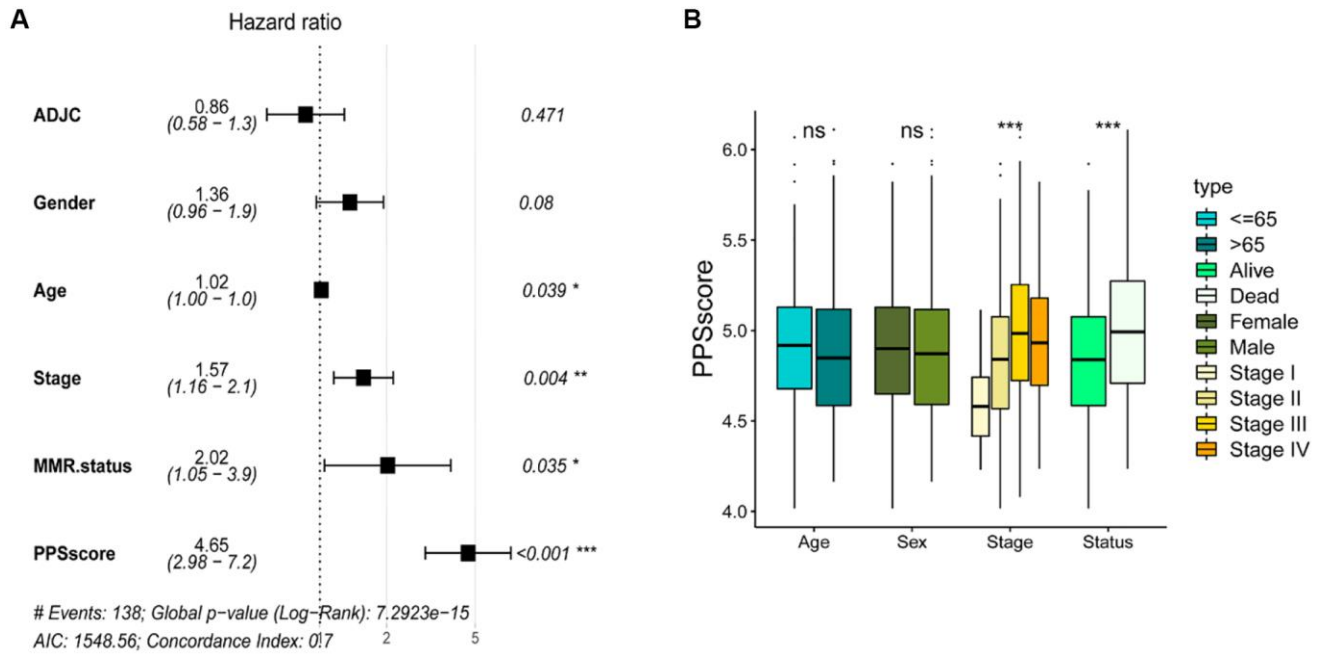 A
Hazard ratio
ADJC
0.86
(0.58 − 1.3)
0.471
Gender
1.36
(0.96 − 1.9)
0.08
Age
1.02
(1.00 − 1.0)
0.039 *
Stage
1.57
(1.16 − 2.1)
0.004 **
MMR.status
2.02
(1.05 − 3.9)
0.035 *
PPSscore
4.65
(2.98 − 7.2)
<0.001 ***
# Events: 138; Global p−value (Log−Rank): 7.2923e−15
AIC: 1548.56; Concordance Index: 0.7
1 2 5
B
ns ns *** ***
6.0
5.5
5.0
4.5
4.0
PPSscore
Age Sex Stage Status
type
<=65
>65
Alive
Dead
Female
Male
Stage I
Stage II
Stage III
Stage IV